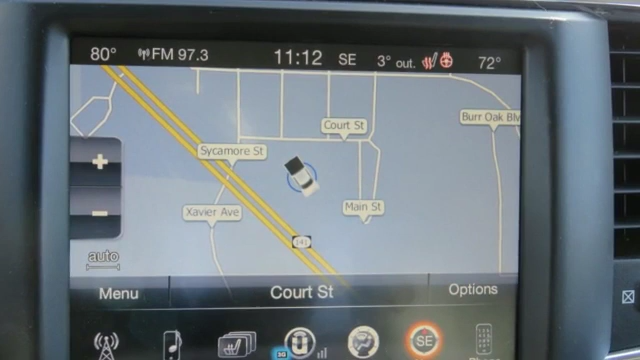 80° FM 97.3 11:12 SE 3° out. 72°
Court St
Burr Oak Blv
Sycamore St
+
Main St
Xavier Ave
−
141
auto
Menu Court St Options
SE
3G